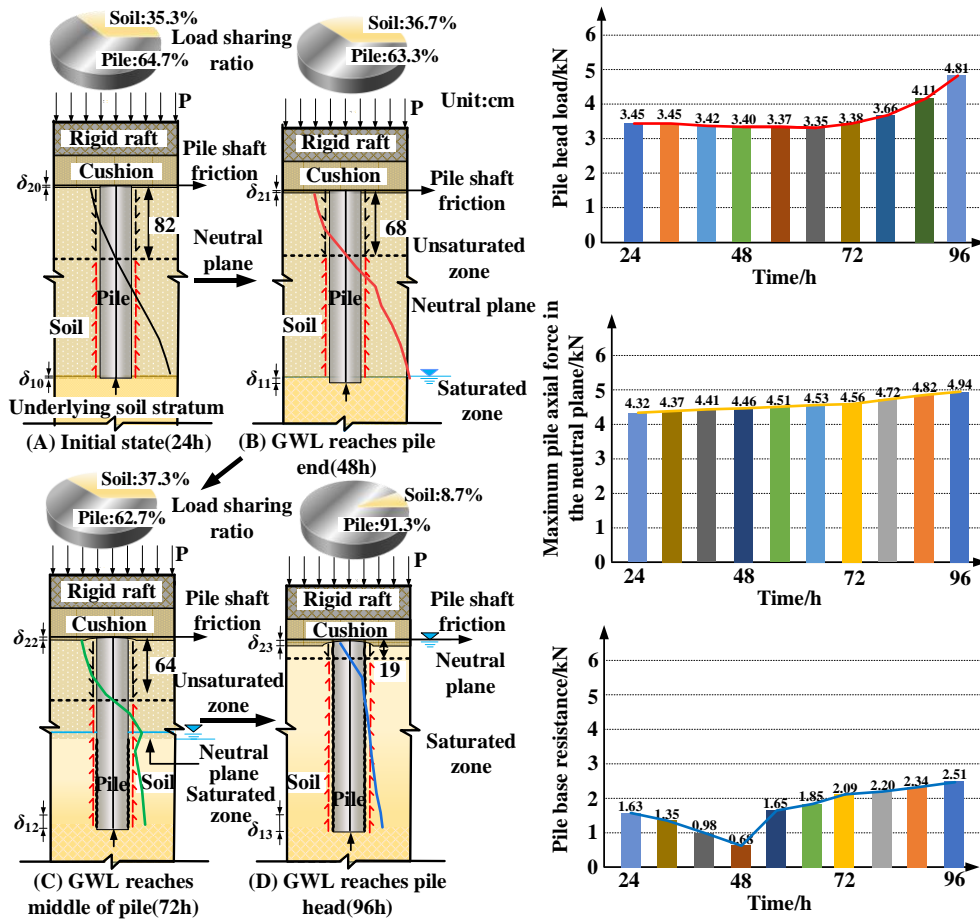 Soil:35.3%
Pile:64.7%
Load sharing
ratio
Soil:36.7%
Pile:63.3%
P
Unit:cm
P
Rigid raft
Cushion
Pile shaft
friction
δ20
82
Neutral
plane
Pile
Soil
δ10
Underlying soil stratum
(A) Initial state(24h)
Rigid raft
Cushion
Pile shaft
friction
δ21
68
Unsaturated
zone
Neutral plane
Pile
Soil
δ11
Saturated
zone
(B) GWL reaches pile
end(48h)
Soil:37.3%
Pile:62.7%
Load sharing
ratio
Soil:8.7%
Pile:91.3%
P
P
Rigid raft
Cushion
Pile shaft
friction
δ22
64
Unsaturated
zone
Neutral
plane
Saturated
zone
Soil
Pile
δ12
(C) GWL reaches
middle of pile(72h)
Rigid raft
Cushion
Pile shaft
friction
δ23
19
Neutral
plane
Saturated
zone
Soil
Pile
δ13
(D) GWL reaches pile
head(96h)
Pile head load/kN
6
5
4
3
2
1
0
3.45
3.45
3.42
3.40
3.37
3.35
3.38
3.66
4.11
4.81
24
48
72
96
Time/h
Maximum pile axial force in
the neutral plane/kN
6
5
4
3
2
1
0
4.32
4.37
4.41
4.46
4.51
4.53
4.56
4.72
4.82
4.94
24
48
72
96
Time/h
Pile base resistance/kN
6
5
4
3
2
1
0
1.63
1.35
0.98
0.65
1.65
1.85
2.09
2.20
2.34
2.51
24
48
72
96
Time/h